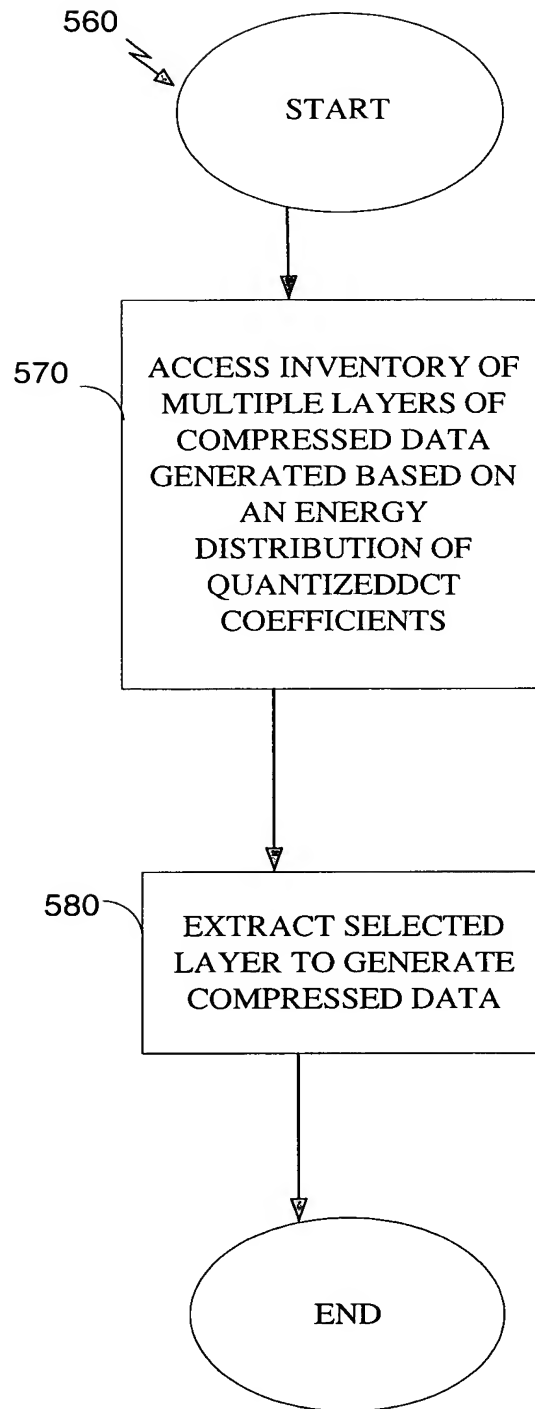 560
START
570
ACCESS INVENTORY OF
MULTIPLE LAYERS OF
COMPRESSED DATA
GENERATED BASED ON
AN ENERGY
DISTRIBUTION OF
QUANTIZEDDCT
COEFFICIENTS
580
EXTRACT SELECTED
LAYER TO GENERATE
COMPRESSED DATA
END